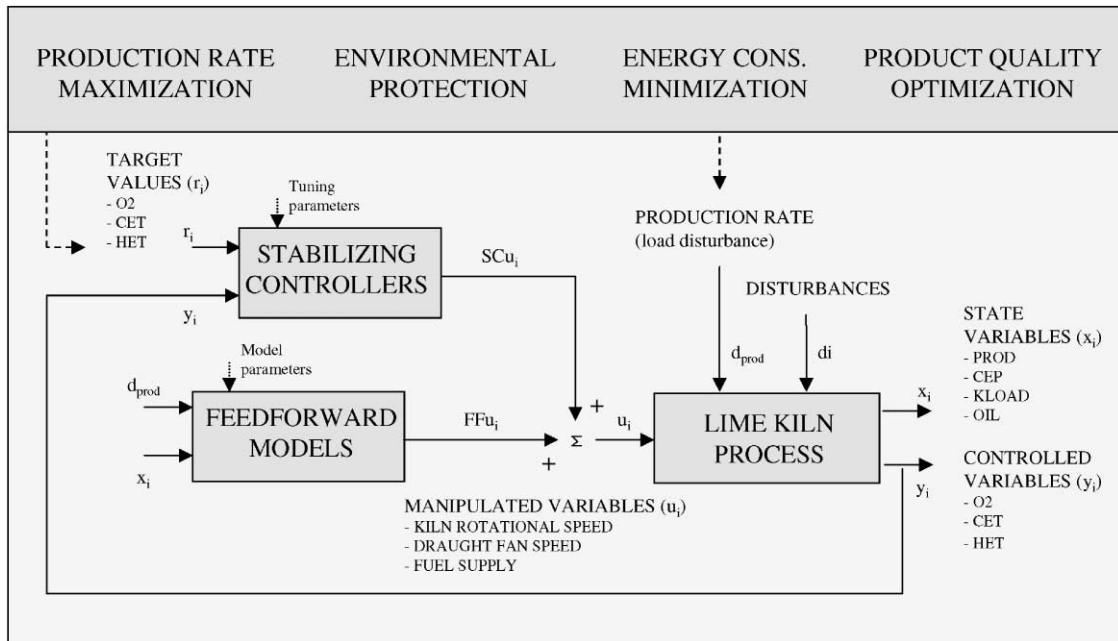 PRODUCTION RATE
MAXIMIZATION
ENVIRONMENTAL
PROTECTION
ENERGY CONS.
MINIMIZATION
PRODUCT QUALITY
OPTIMIZATION
TARGET
VALUES (ri)
- O2
- CET
- HET
Tuning
parameters
ri
STABILIZING
CONTROLLERS
yi
SCui
PRODUCTION RATE
(load disturbance)
DISTURBANCES
dprod
di
Model
parameters
dprod
FEEDFORWARD
MODELS
xi
FFui
+
+
Σ
ui
LIME KILN
PROCESS
xi
yi
STATE
VARIABLES (xi)
- PROD
- CEP
- KLOAD
- OIL
CONTROLLED
VARIABLES (yi)
- O2
- CET
- HET
MANIPULATED VARIABLES (ui)
- KILN ROTATIONAL SPEED
- DRAUGHT FAN SPEED
- FUEL SUPPLY